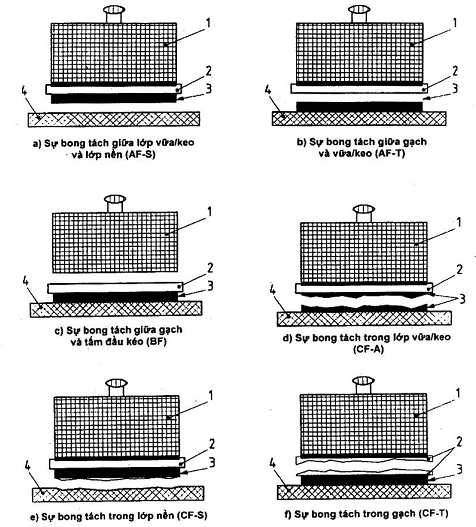 1
2
3
4
a) Sự bong tách giữa lớp vữa/keo
và lớp nền (AF-S)
1
2
3
4
b) Sự bong tách giữa gạch
và vữa/keo (AF-T)
1
2
3
4
c) Sự bong tách giữa gạch
và tấm đầu kéo (BF)
1
2
3
4
d) Sự bong tách trong lớp vữa/keo
(CF-A)
1
2
3
4
e) Sự bong tách trong lớp nền (CF-S)
1
2
3
4
f) Sự bong tách trong gạch (CF-T)